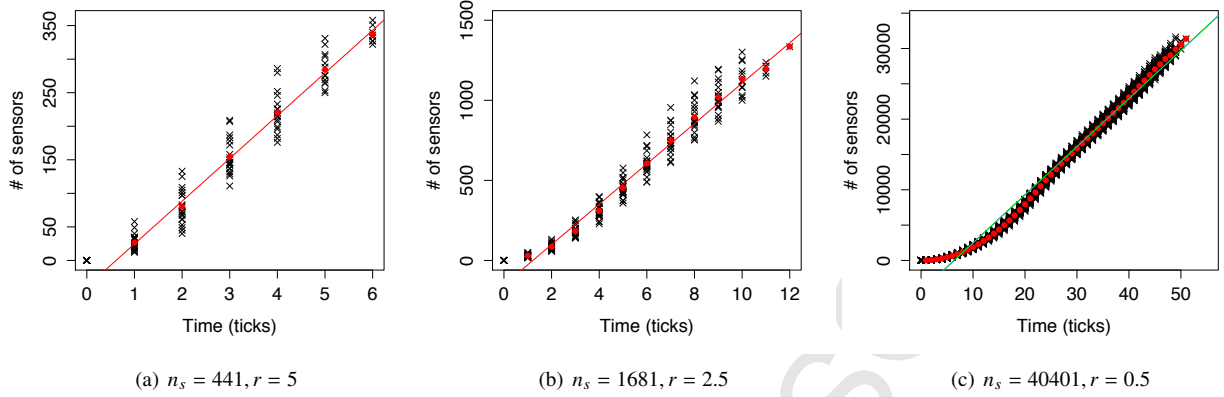 350
250
150
50
0
# of sensors
0 1 2 3 4 5 6
Time (ticks)
(a) n_s = 441, r = 5
1500
1000
500
0
# of sensors
0 2 4 6 8 10 12
Time (ticks)
(b) n_s = 1681, r = 2.5
30000
20000
10000
0
# of sensors
0 10 20 30 40 50
Time (ticks)
(c) n_s = 40401, r = 0.5